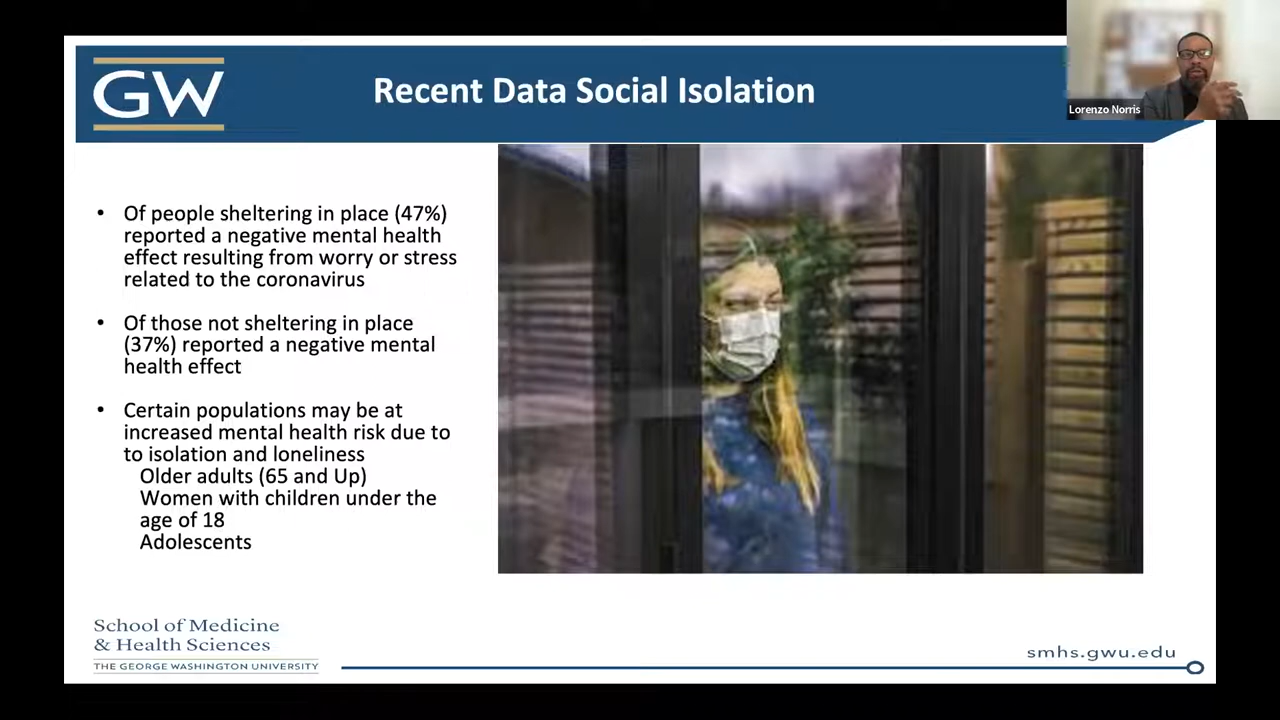 GW
Recent Data Social Isolation
Lorenzo Norris
• Of people sheltering in place (47%)
reported a negative mental health
effect resulting from worry or stress
related to the coronavirus
• Of those not sheltering in place
(37%) reported a negative mental
health effect
• Certain populations may be at
increased mental health risk due to
to isolation and loneliness
Older adults (65 and Up)
Women with children under the
age of 18
Adolescents
School of Medicine
& Health Sciences
THE GEORGE WASHINGTON UNIVERSITY
smhs.gwu.edu